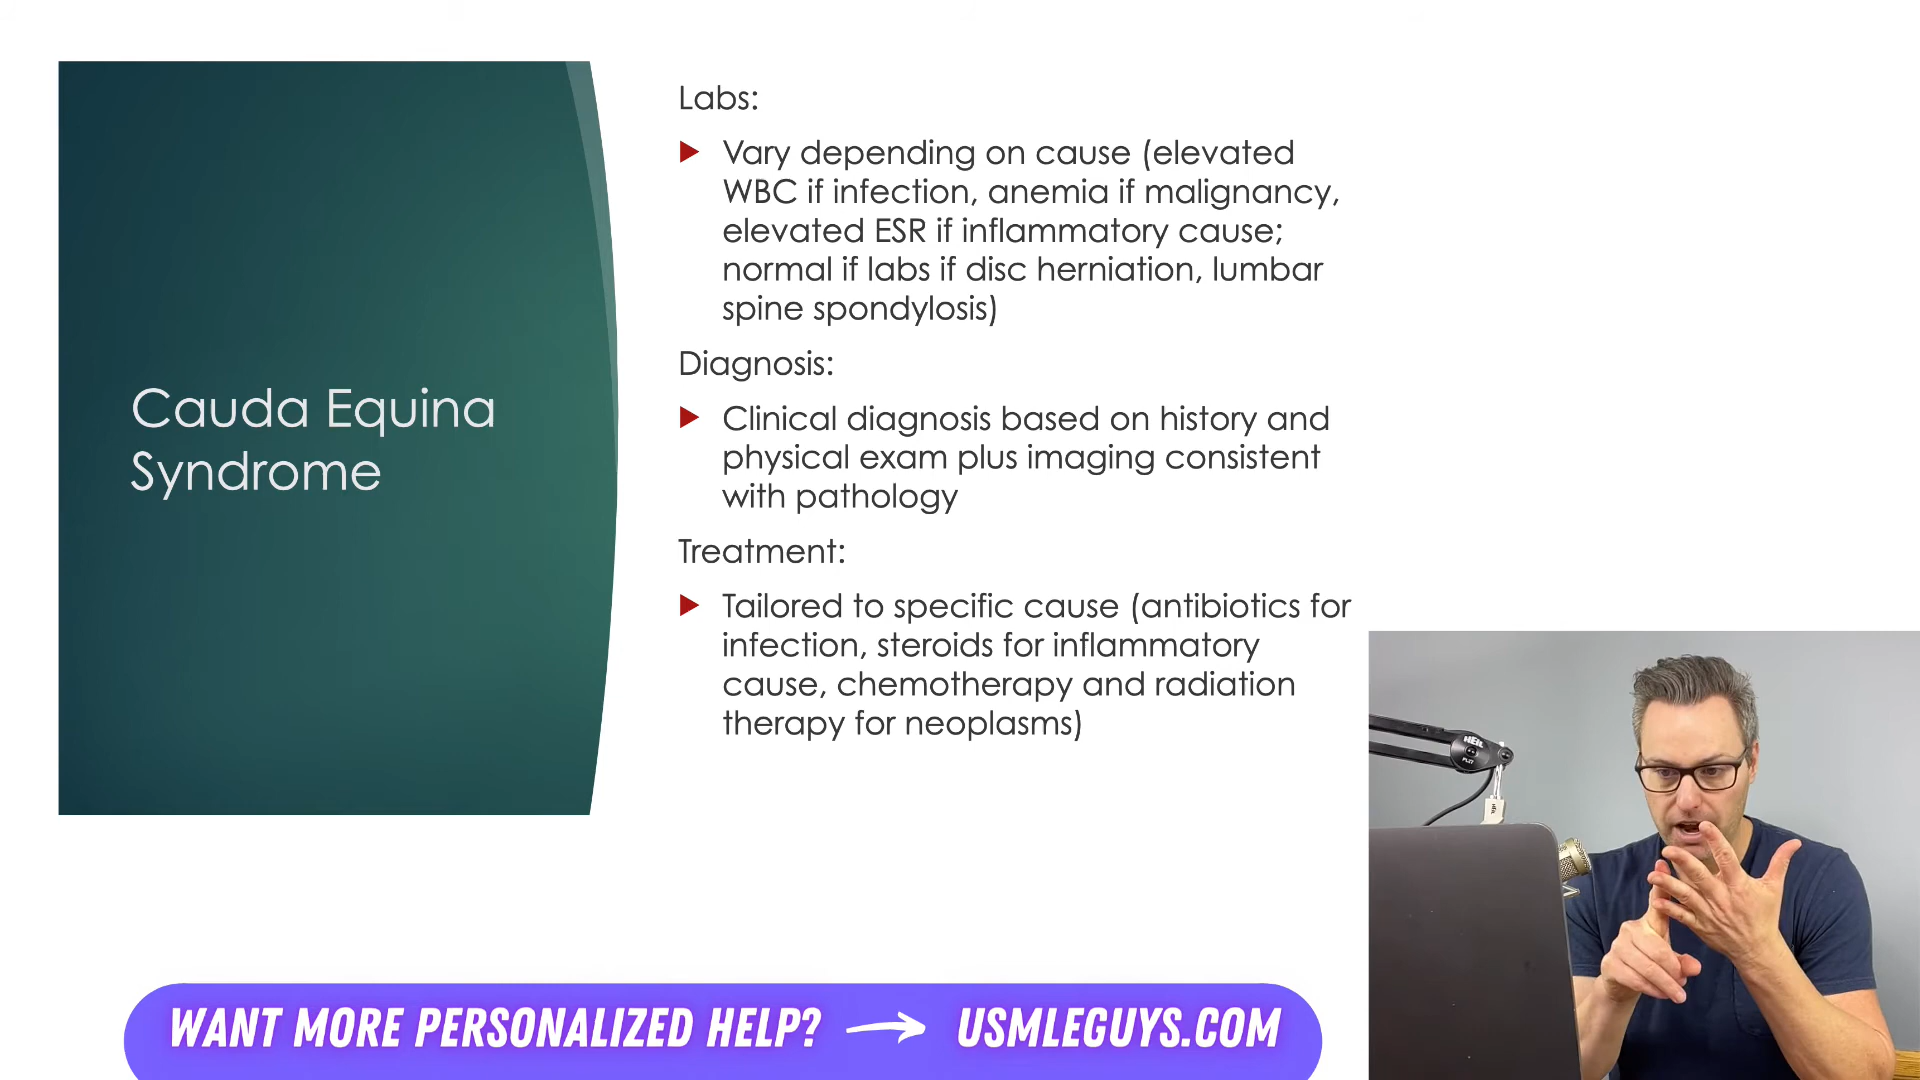 Cauda Equina
Syndrome
Labs:
Vary depending on cause (elevated
WBC if infection, anemia if malignancy,
elevated ESR if inflammatory cause;
normal if labs if disc herniation, lumbar
spine spondylosis)
Diagnosis:
Clinical diagnosis based on history and
physical exam plus imaging consistent
with pathology
Treatment:
Tailored to specific cause (antibiotics for
infection, steroids for inflammatory
cause, chemotherapy and radiation
therapy for neoplasms)
HEIL
WANT MORE PERSONALIZED HELP? → USMLEGUYS.COM